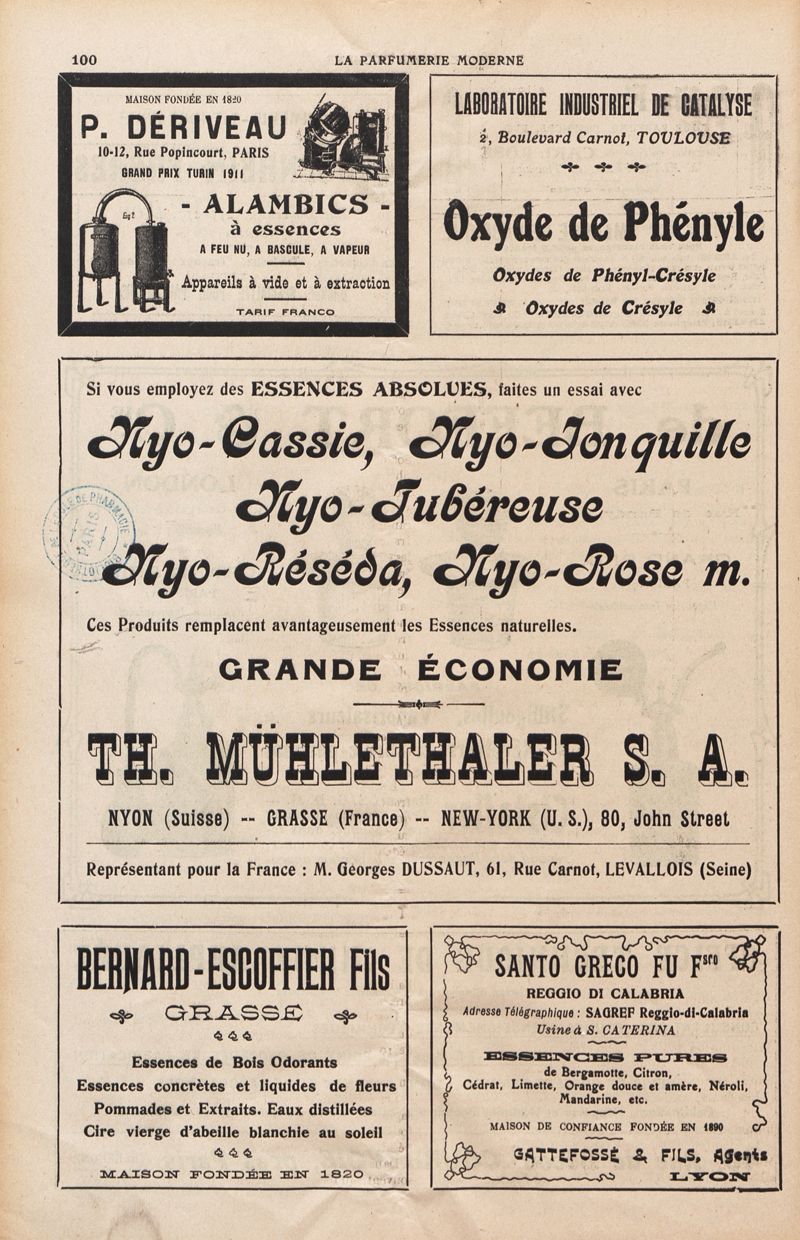 100
LA PARFUMERIE MODERNE
MAISON FONDÉE EN 1820
P. DÉRIVEAU
10-12, Rue Popincourt, PARIS
GRAND PRIX TURIN 1911
- ALAMBICS -
à essences
A FEU NU, A BASCULE, A VAPEUR
Appareils à vide et à extraction
TARIF FRANCO
LABORATOIRE INDUSTRIEL DE CATALYSE
2, Boulevard Carnot, TOULOUSE
Oxyde de Phényle
Oxydes de Phényl-Crésyle
Oxydes de Crésyle
Si vous employez des ESSENCES ABSOLUES, faites un essai avec
Nyo-Cassie, Nyo-Jonquille
Nyo-Tubéreuse
Nyo-Réséda, Nyo-Rose m.
Ces Produits remplacent avantageusement les Essences naturelles.
GRANDE ÉCONOMIE
TH. MÜHLETHALER S. A.
NYON (Suisse) -- GRASSE (France) -- NEW-YORK (U. S.), 80, John Street
Représentant pour la France : M. Georges DUSSAUT, 61, Rue Carnot, LEVALLOIS (Seine)
BERNARD-ESCOFFIER Fils
GRASSE
Essences de Bois Odorants
Essences concrètes et liquides de fleurs
Pommades et Extraits. Eaux distillées
Cire vierge d'abeille blanchie au soleil
MAISON FONDÉE EN 1820
SANTO GRECO FU Fsco
REGGIO DI CALABRIA
Adresse Télégraphique : SAGREF Reggio-di-Calabria
Usine à S. CATERINA
ESSENCES PURES
de Bergamotte, Citron,
Cédrat, Limette, Orange douce et amère, Néroli,
Mandarine, etc.
MAISON DE CONFIANCE FONDÉE EN 1890
GATTEFOSSÉ & FILS, Agents
LYON